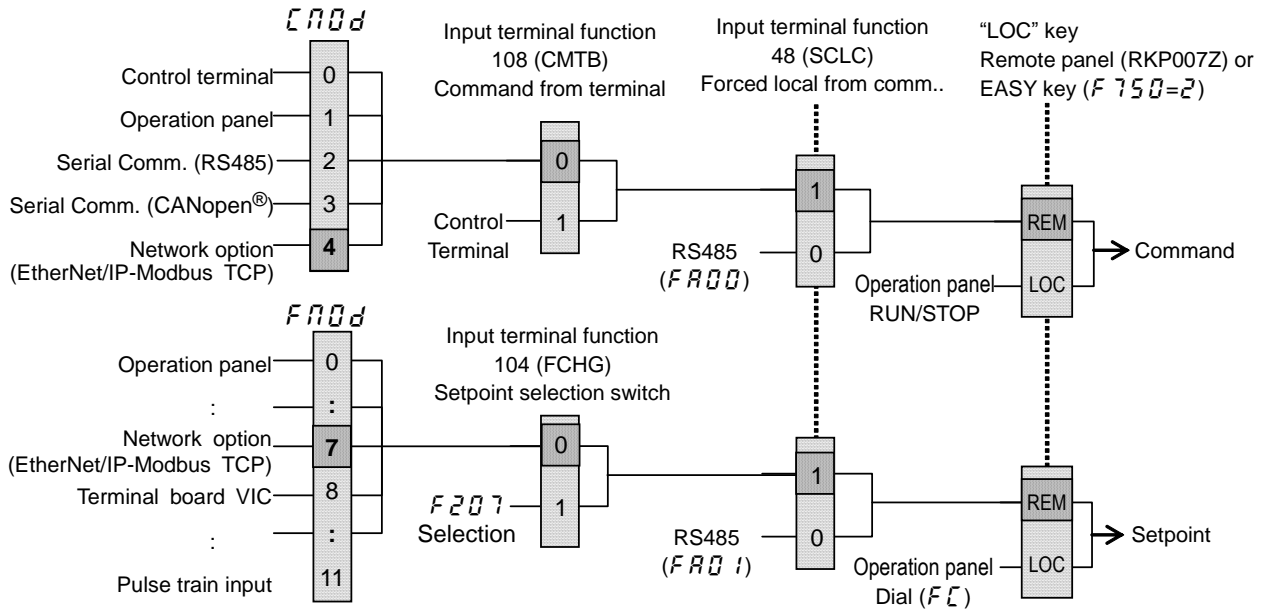 CMOd
Input terminal function
108 (CMTB)
Command from terminal
Input terminal function
48 (SCLC)
Forced local from comm..
“LOC” key
Remote panel (RKP007Z) or
EASY key (F750=2)
Control terminal
0
Operation panel
1
Serial Comm. (RS485)
2
Serial Comm. (CANopen®)
3
Network option
(EtherNet/IP-Modbus TCP)
4
0
Control
Terminal
1
1
RS485
(FA00)
0
REM
Operation panel
RUN/STOP
LOC
Command
FMOd
Input terminal function
104 (FCHG)
Setpoint selection switch
Operation panel
0
:
:
Network option
(EtherNet/IP-Modbus TCP)
7
Terminal board VIC
8
:
:
Pulse train input
11
0
F207
Selection
1
1
RS485
(FA01)
0
REM
Operation panel
Dial (FC)
LOC
Setpoint